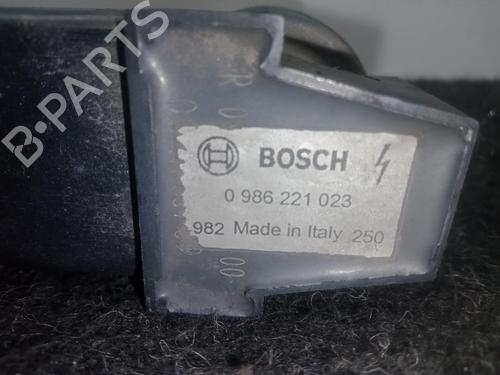 B-PARTS
BOSCH
0 986 221 023
982 Made in Italy 250